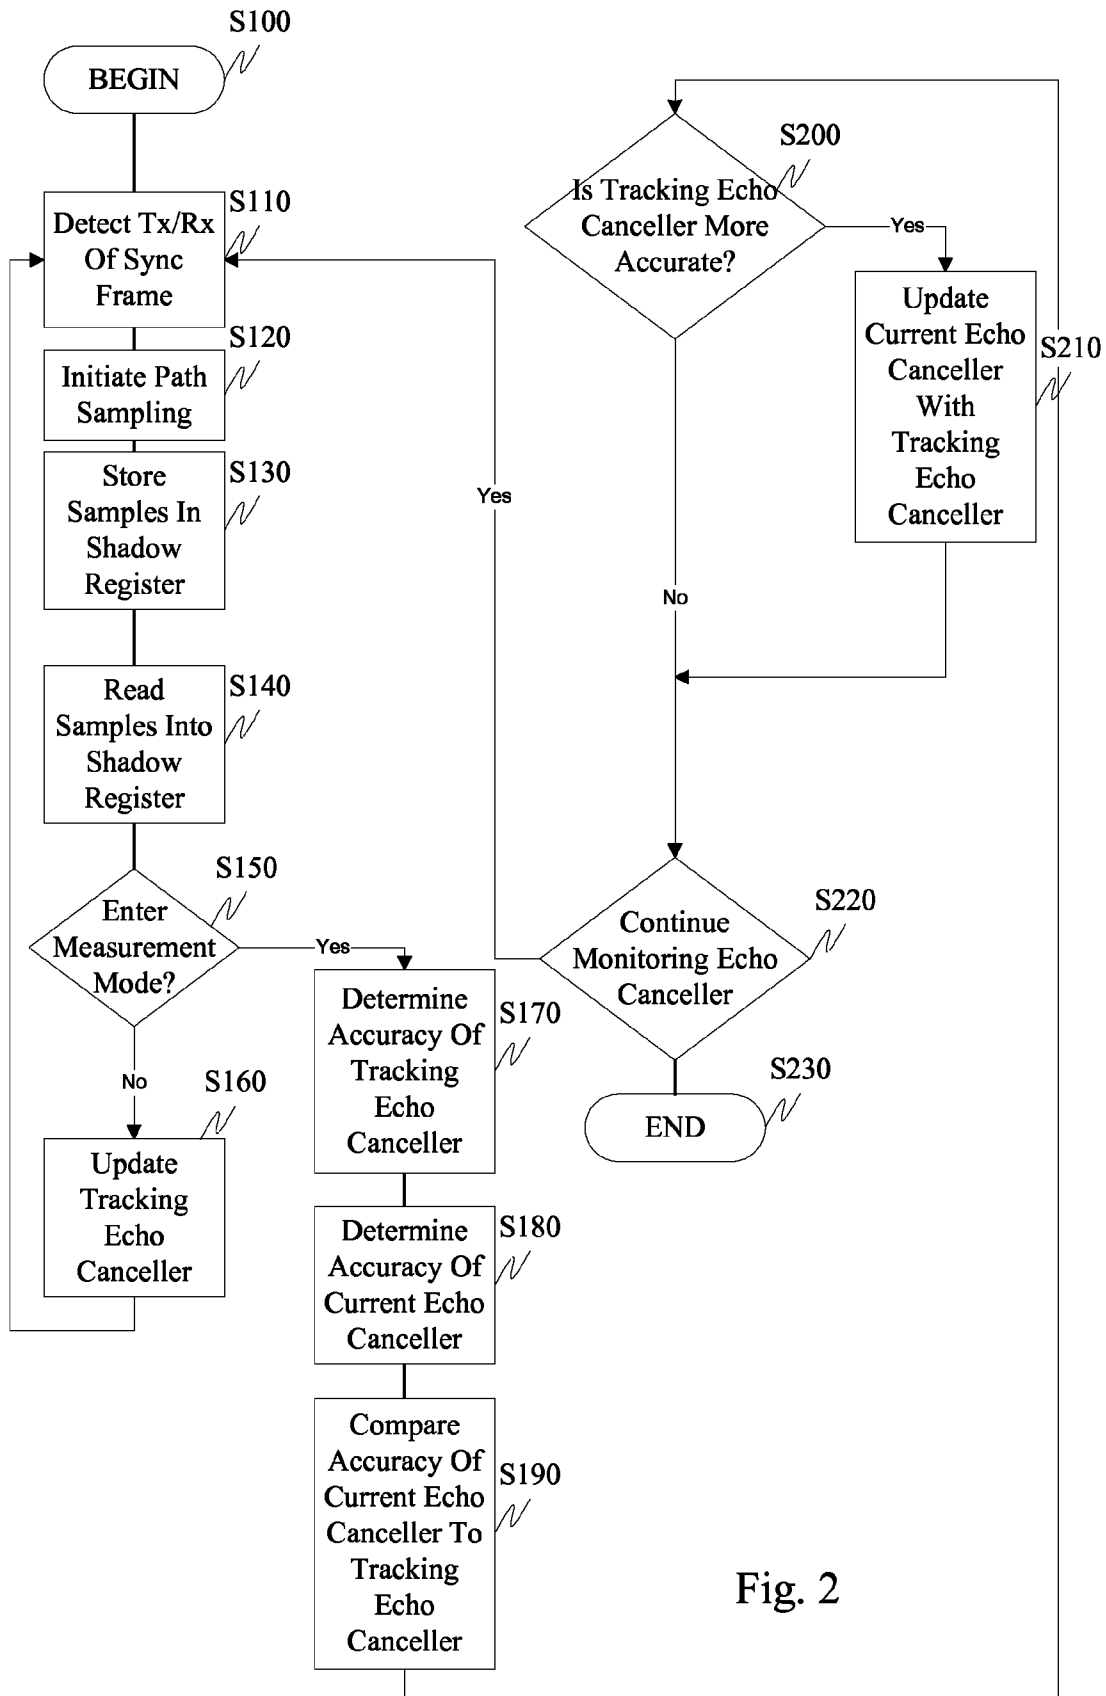 S100
BEGIN
S110
Detect Tx/Rx
Of Sync
Frame
S120
Initiate Path
Sampling
S130
Store
Samples In
Shadow
Register
S140
Read
Samples Into
Shadow
Register
S150
Enter
Measurement
Mode?
Yes
No
S160
Update
Tracking
Echo
Canceller
S170
Determine
Accuracy Of
Tracking
Echo
Canceller
S180
Determine
Accuracy Of
Current Echo
Canceller
S190
Compare
Accuracy Of
Current Echo
Canceller To
Tracking
Echo
Canceller
S200
Is Tracking Echo
Canceller More
Accurate?
Yes
No
S210
Update
Current Echo
Canceller
With
Tracking
Echo
Canceller
S220
Continue
Monitoring Echo
Canceller
Yes
S230
END
Fig. 2